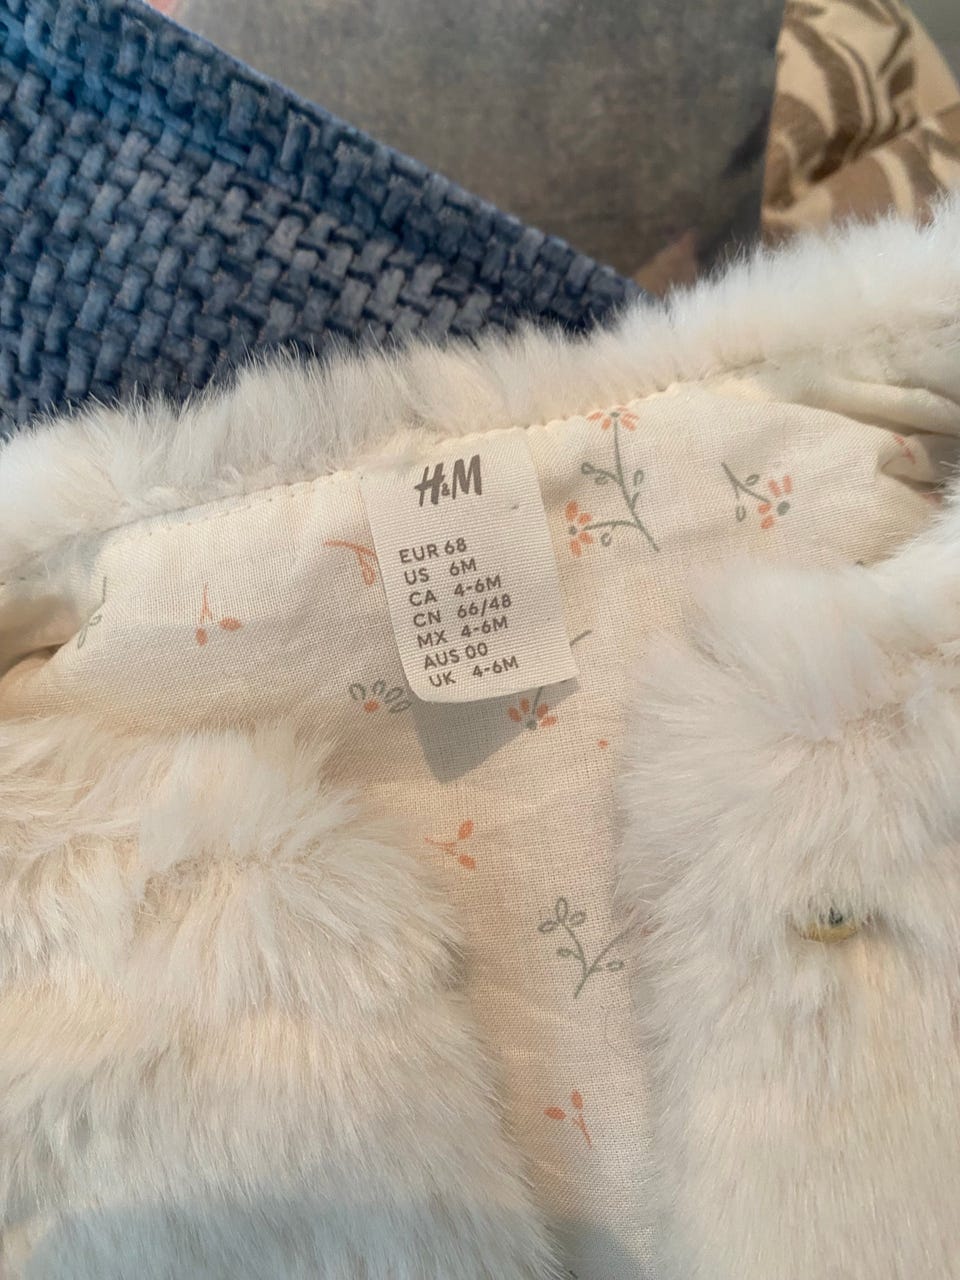 H&M
EUR 68
US 6M
CA 4-6M
CN 66/48
MX 4-6M
AUS 00
UK 4-6M